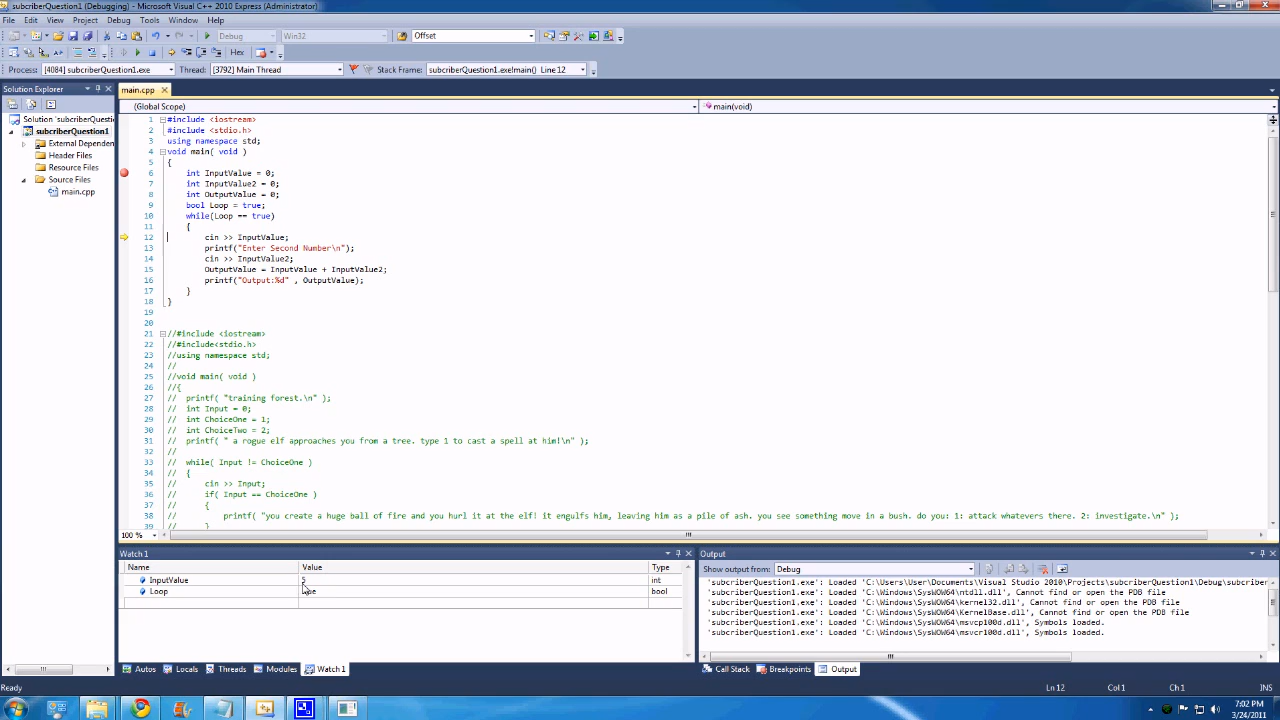 subcriberQuestion1 (Debugging) - Microsoft Visual C++ 2010 Express (Administrator)
File Edit View Project Debug Tools Window Help
Debug Win32 Offset
Hex
Process: [4084] subcriberQuestion1.exe Thread: [3792] Main Thread Stack Frame: subcriberQuestion1.exe!main() Line 12
Solution Explorer
main.cpp
(Global Scope) main(void)
Solution 'subcriberQuesti
subcriberQuestion1
External Dependen
Header Files
Resource Files
Source Files
main.cpp
1 #include <iostream>
2 #include <stdio.h>
3 using namespace std;
4 void main( void )
5 {
6 int InputValue = 0;
7 int InputValue2 = 0;
8 int OutputValue = 0;
9 bool Loop = true;
10 while(Loop == true)
11 {
12 cin >> InputValue;
13 printf("Enter Second Number\n");
14 cin >> InputValue2;
15 OutputValue = InputValue + InputValue2;
16 printf("Output:%d" , OutputValue);
17 }
18 }
19
20
21 //#include <iostream>
22 //#include<stdio.h>
23 //using namespace std;
24 //
25 //void main( void )
26 //{
27 // printf( "training forest.\n" );
28 // int Input = 0;
29 // int ChoiceOne = 1;
30 // int ChoiceTwo = 2;
31 // printf( " a rogue elf approaches you from a tree. type 1 to cast a spell at him!\n" );
32 //
33 // while( Input != ChoiceOne )
34 // {
35 // cin >> Input;
36 // if( Input == ChoiceOne )
37 // {
38 // printf( "you create a huge ball of fire and you hurl it at the elf! it engulfs him, leaving him as a pile of ash. you see something move in a bush. do you: 1: attack whatevers there. 2: investigate.\n" );
39 // }
100 %
Watch 1
Name Value Type
InputValue 5 int
Loop bool
Autos Locals Threads Modules Watch 1
Output
Show output from: Debug
'subcriberQuestion1.exe': Loaded 'C:\Users\User\Documents\Visual Studio 2010\Projects\subcriberQuestion1\Debug\subcriber
'subcriberQuestion1.exe': Loaded 'C:\Windows\SysWOW64\ntdll.dll', Cannot find or open the PDB file
'subcriberQuestion1.exe': Loaded 'C:\Windows\SysWOW64\kernel32.dll', Cannot find or open the PDB file
'subcriberQuestion1.exe': Loaded 'C:\Windows\SysWOW64\KernelBase.dll', Cannot find or open the PDB file
'subcriberQuestion1.exe': Loaded 'C:\Windows\SysWOW64\msvcp100d.dll', Symbols loaded.
'subcriberQuestion1.exe': Loaded 'C:\Windows\SysWOW64\msvcr100d.dll', Symbols loaded.
Call Stack Breakpoints Output
Ready Ln 12 Col 1 Ch 1 INS
7:02 PM
3/24/2011